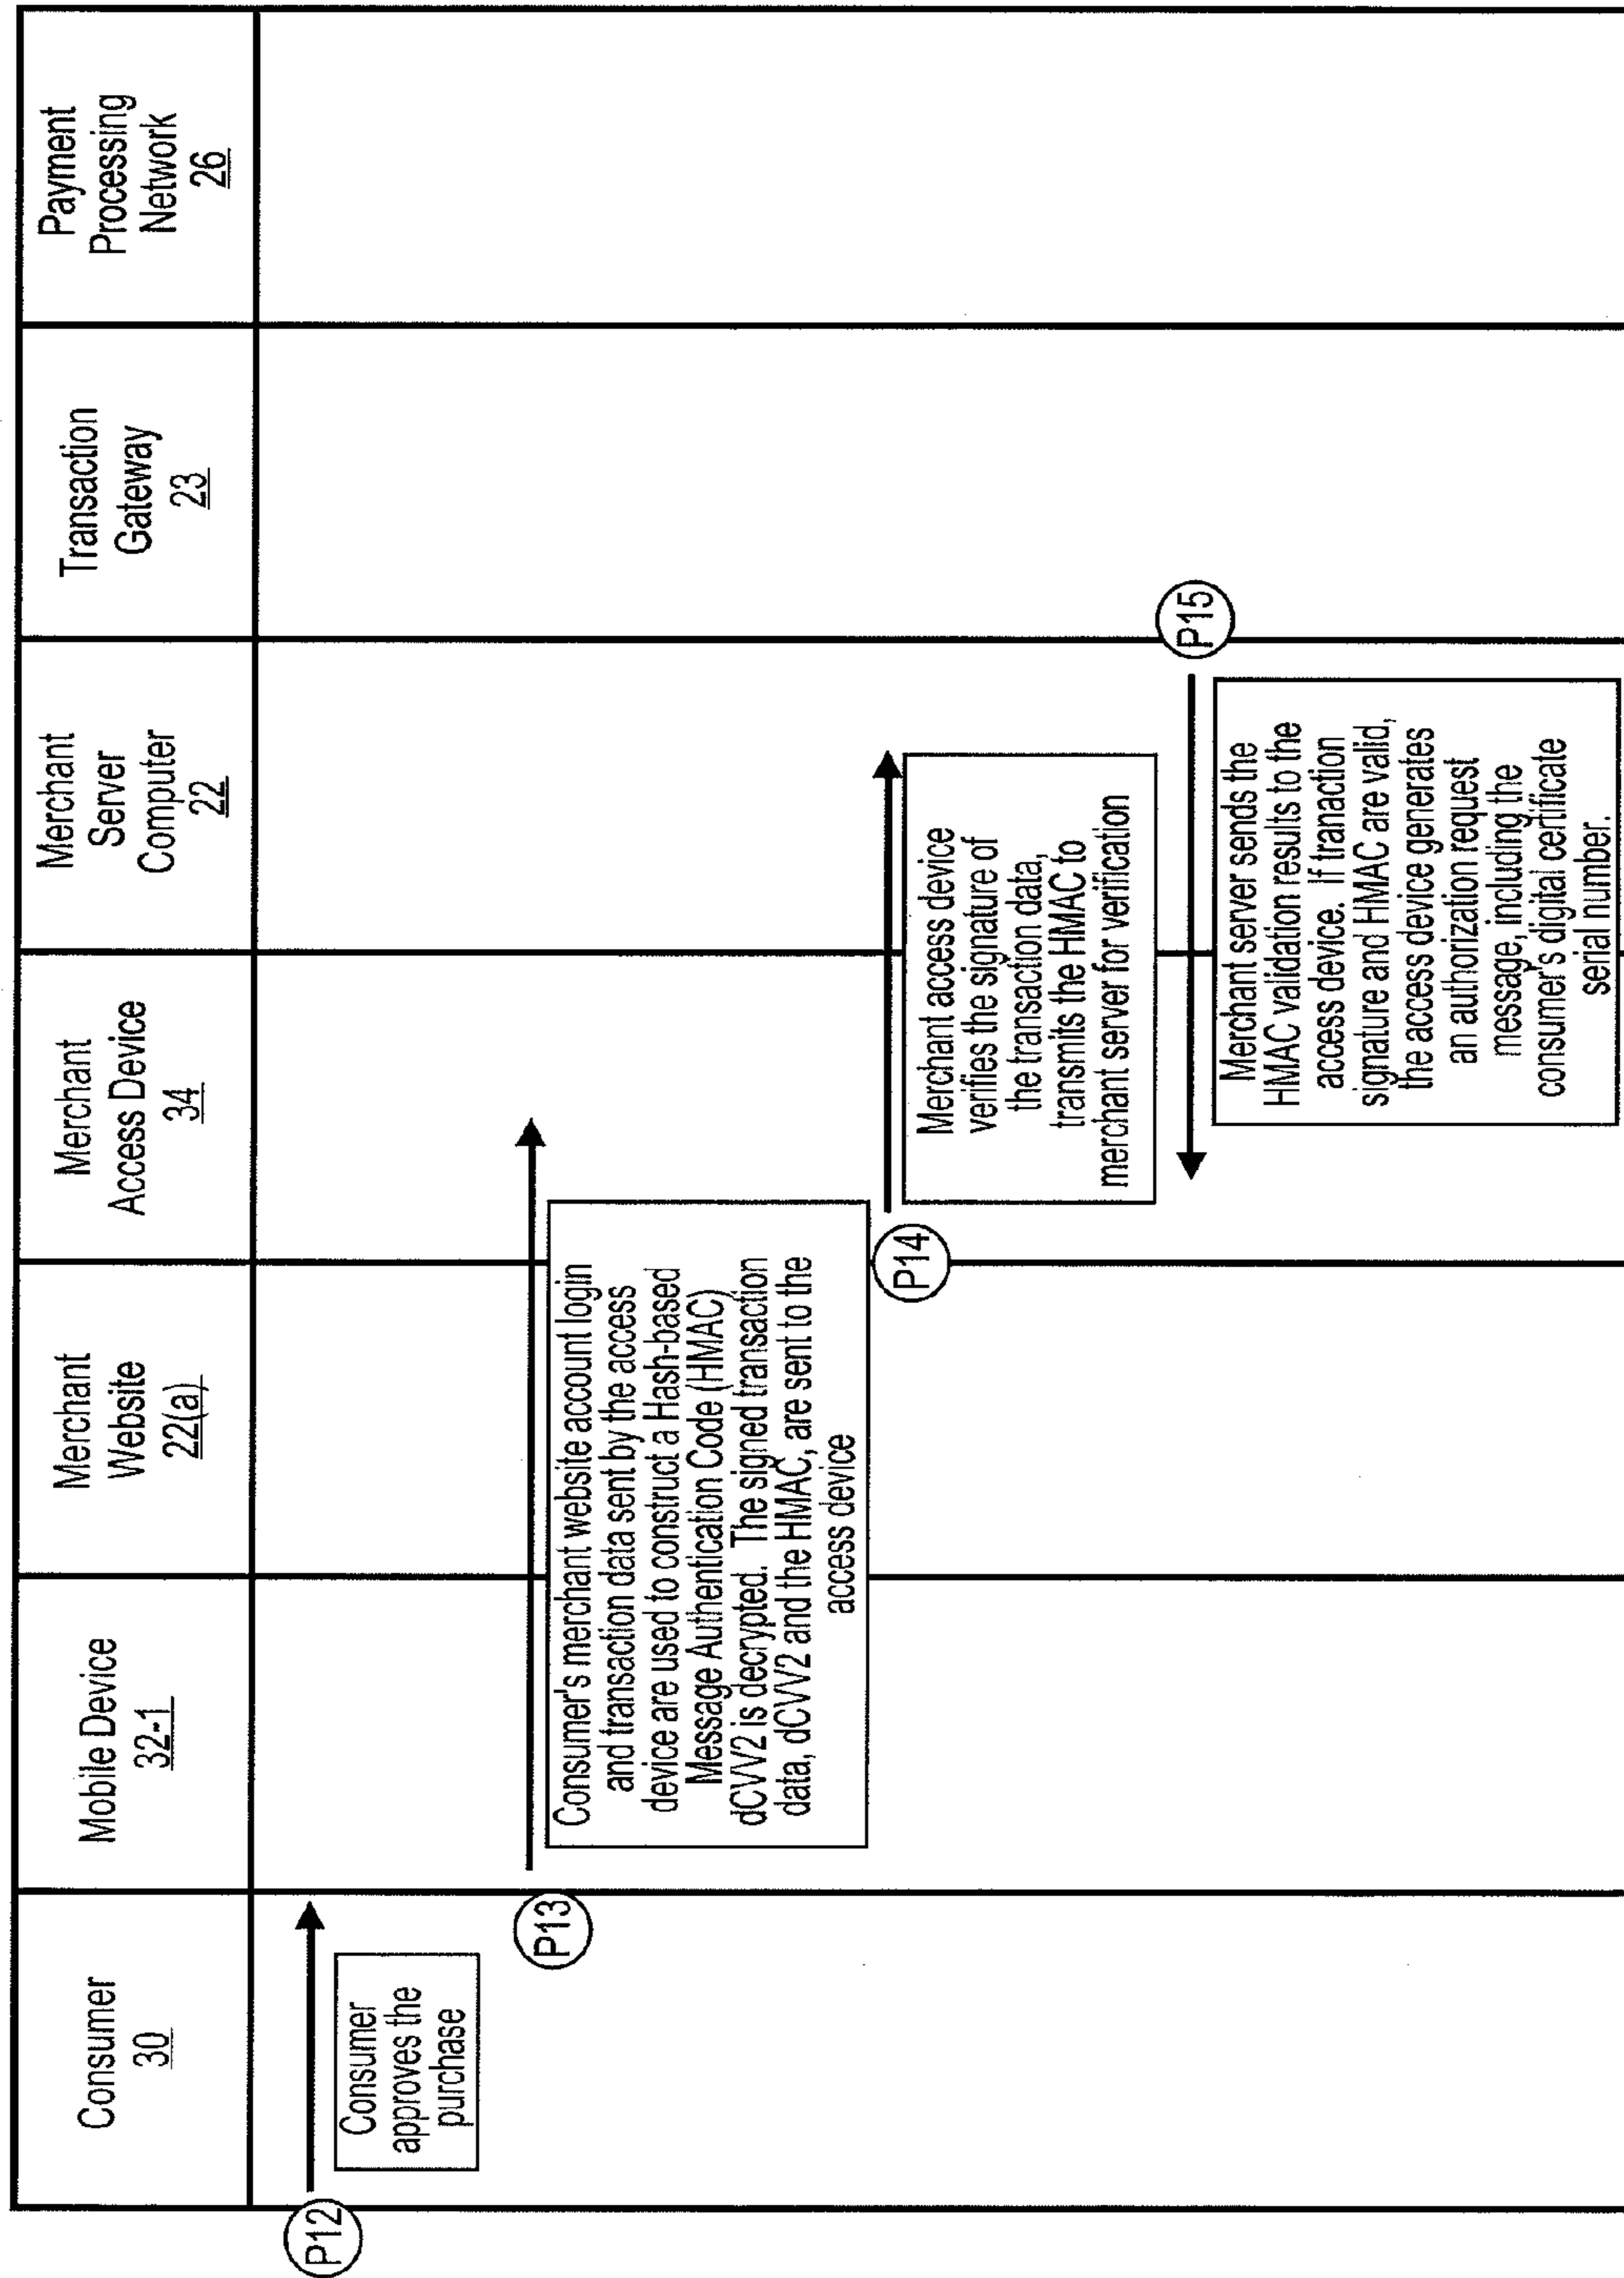 Consumer
30
Mobile Device
32-1
Merchant
Website
22(a)
Merchant
Access Device
34
Merchant
Server
Computer
22
Transaction
Gateway
23
Payment
Processing
Network
26
P12
Consumer
approves the
purchase
P13
Consumer's merchant website account login
and transaction data sent by the access
device are used to construct a Hash-based
Message Authentication Code (HMAC)
dCVV2 is decrypted. The signed transaction
data, dCVV2 and the HMAC, are sent to the
access device
P14
Merchant access device
verifies the signature of
the transaction data,
transmits the HMAC to
merchant server for verification
P15
Merchant server sends the
HMAC validation results to the
access device. If tranaction
signature and HMAC are valid,
the access device generates
an authorization request
message, including the
consumer's digital certificate
serial number.